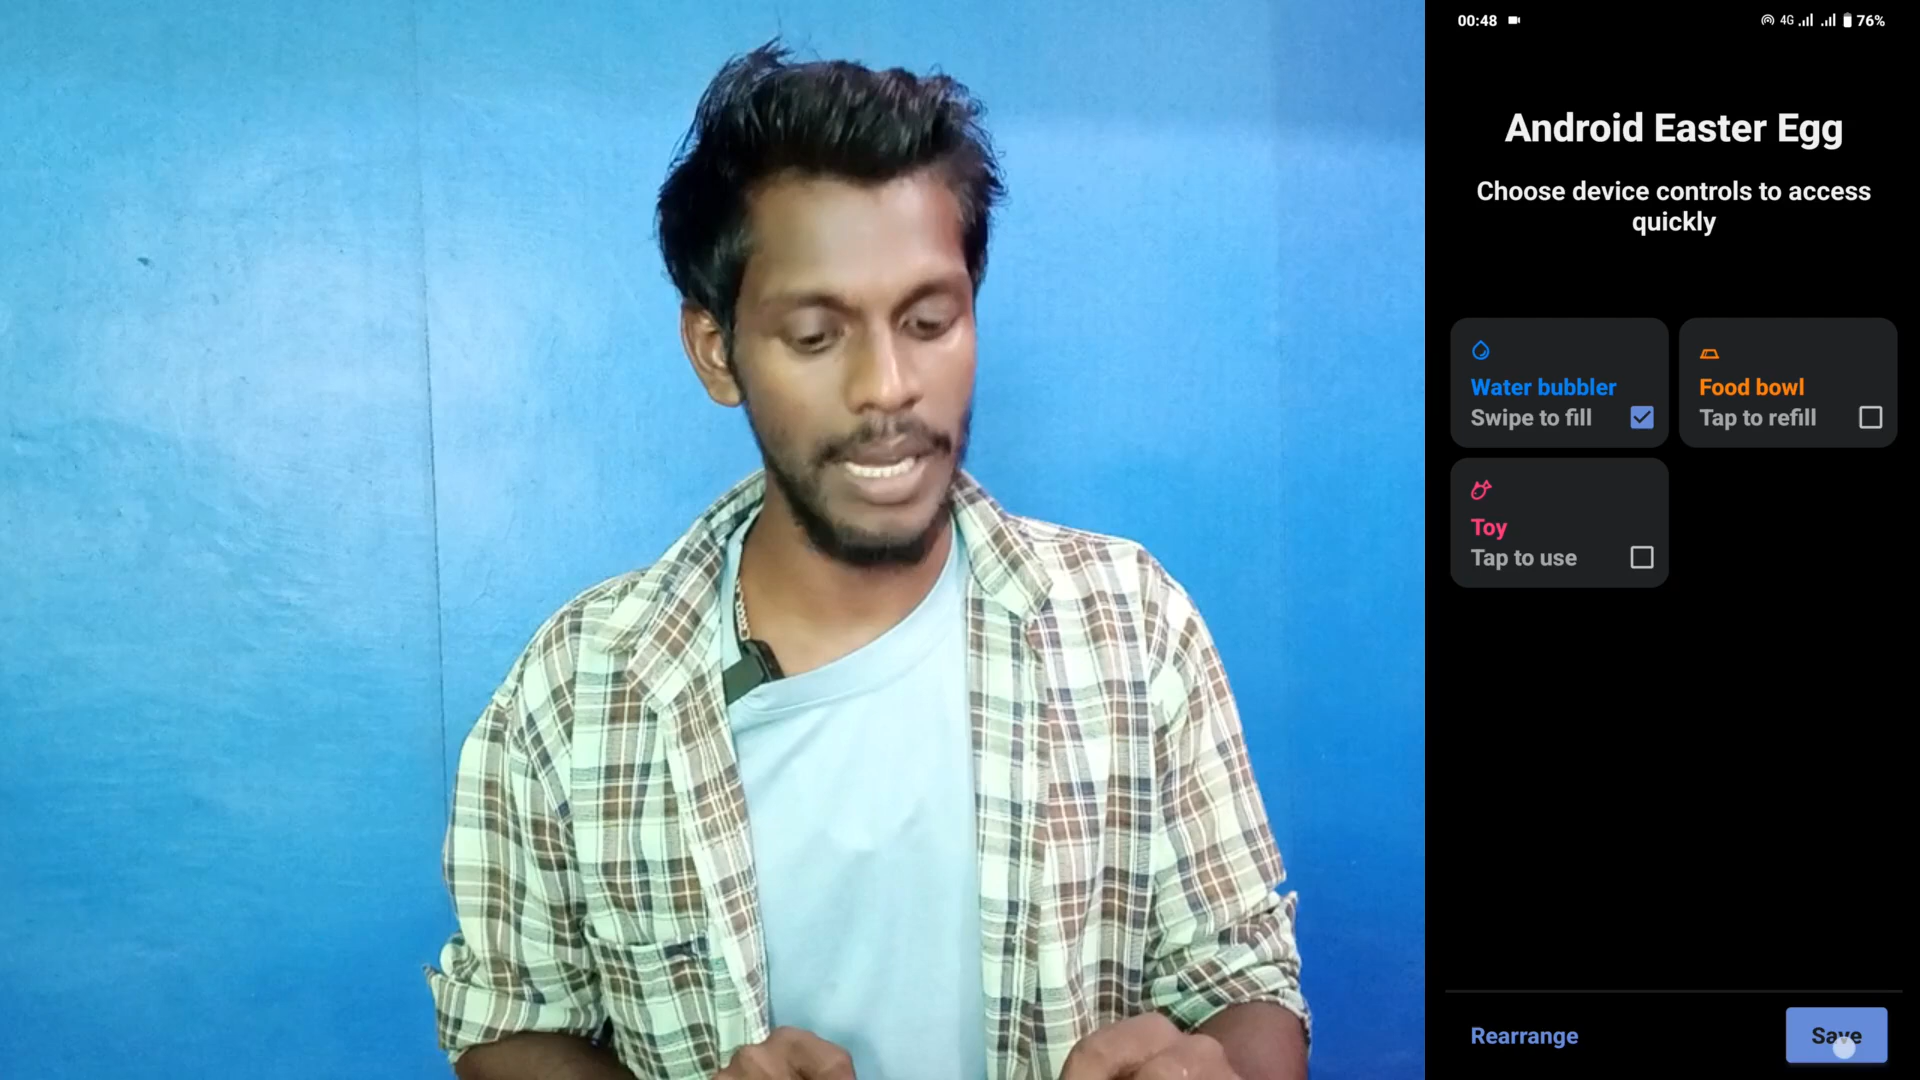 00:48
4G 76%
Android Easter Egg
Choose device controls to access
quickly
Water bubbler
Swipe to fill
Food bowl
Tap to refill
Toy
Tap to use
Rearrange
Save